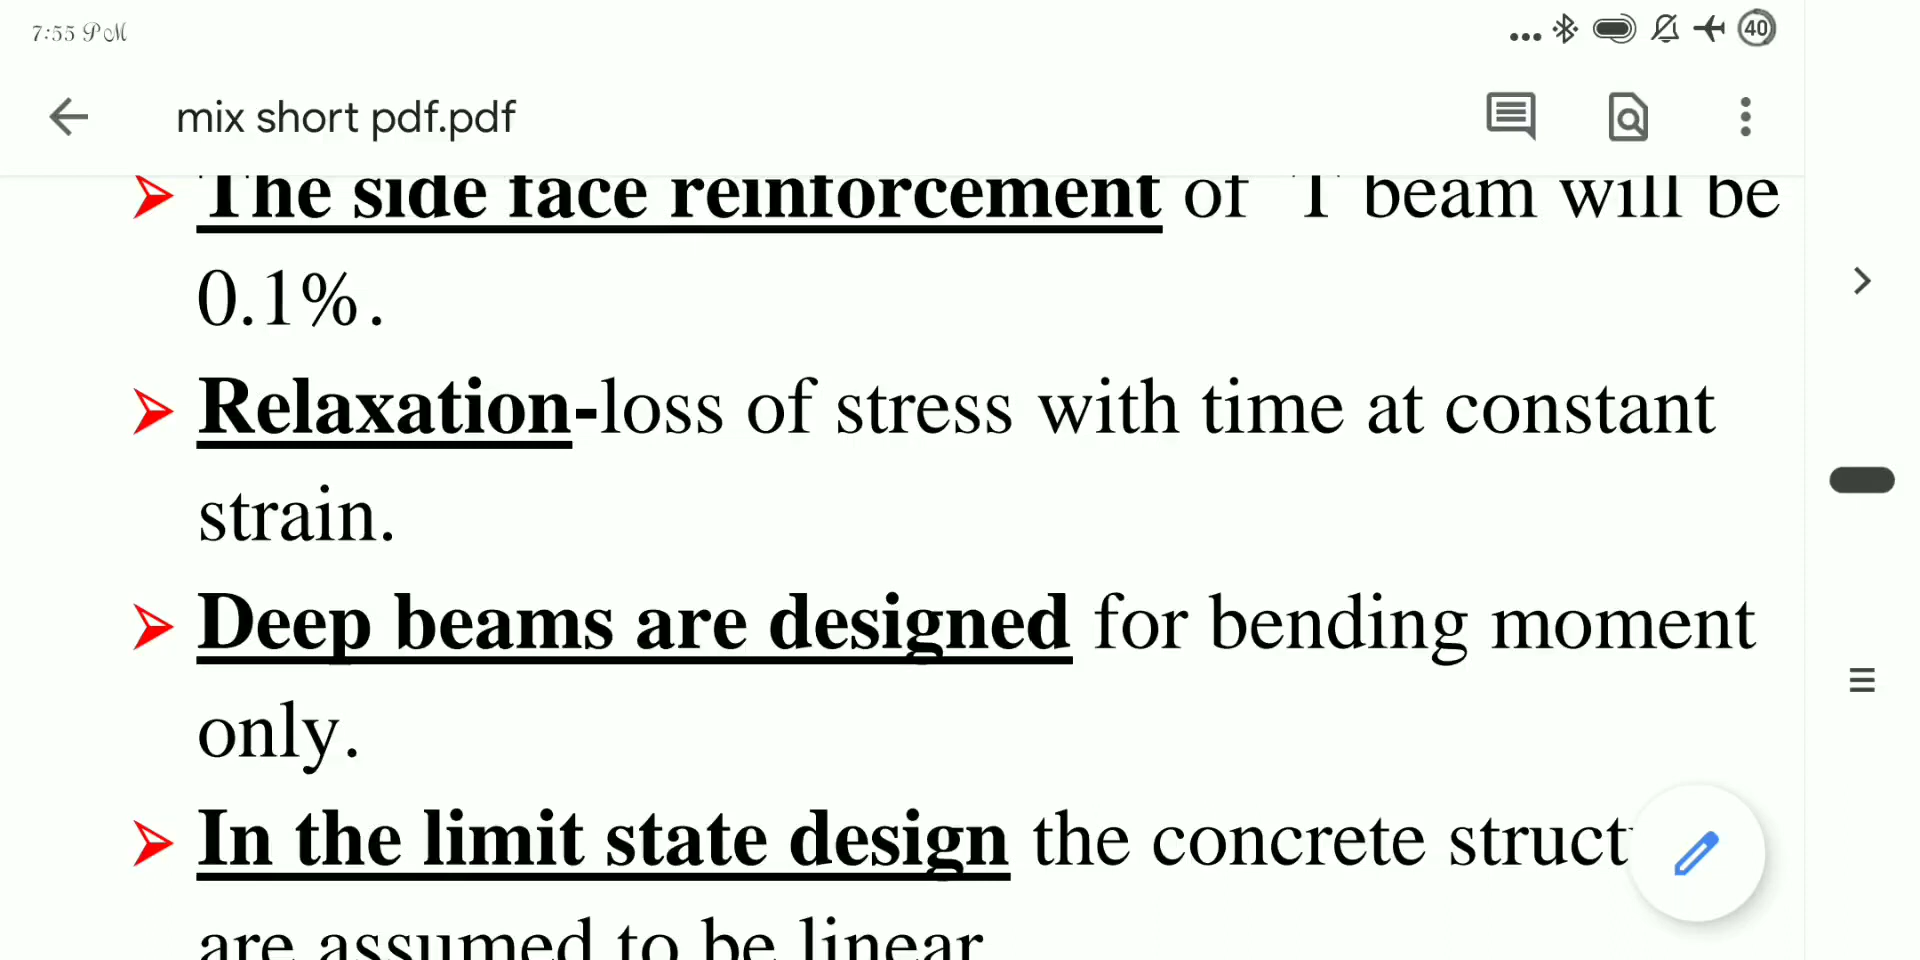 7:55 PM
40
mix short pdf.pdf
The side face reinforcement of T beam will be
0.1%.
Relaxation-loss of stress with time at constant
strain.
Deep beams are designed for bending moment
only.
In the limit state design the concrete struct
are assumed to be linear